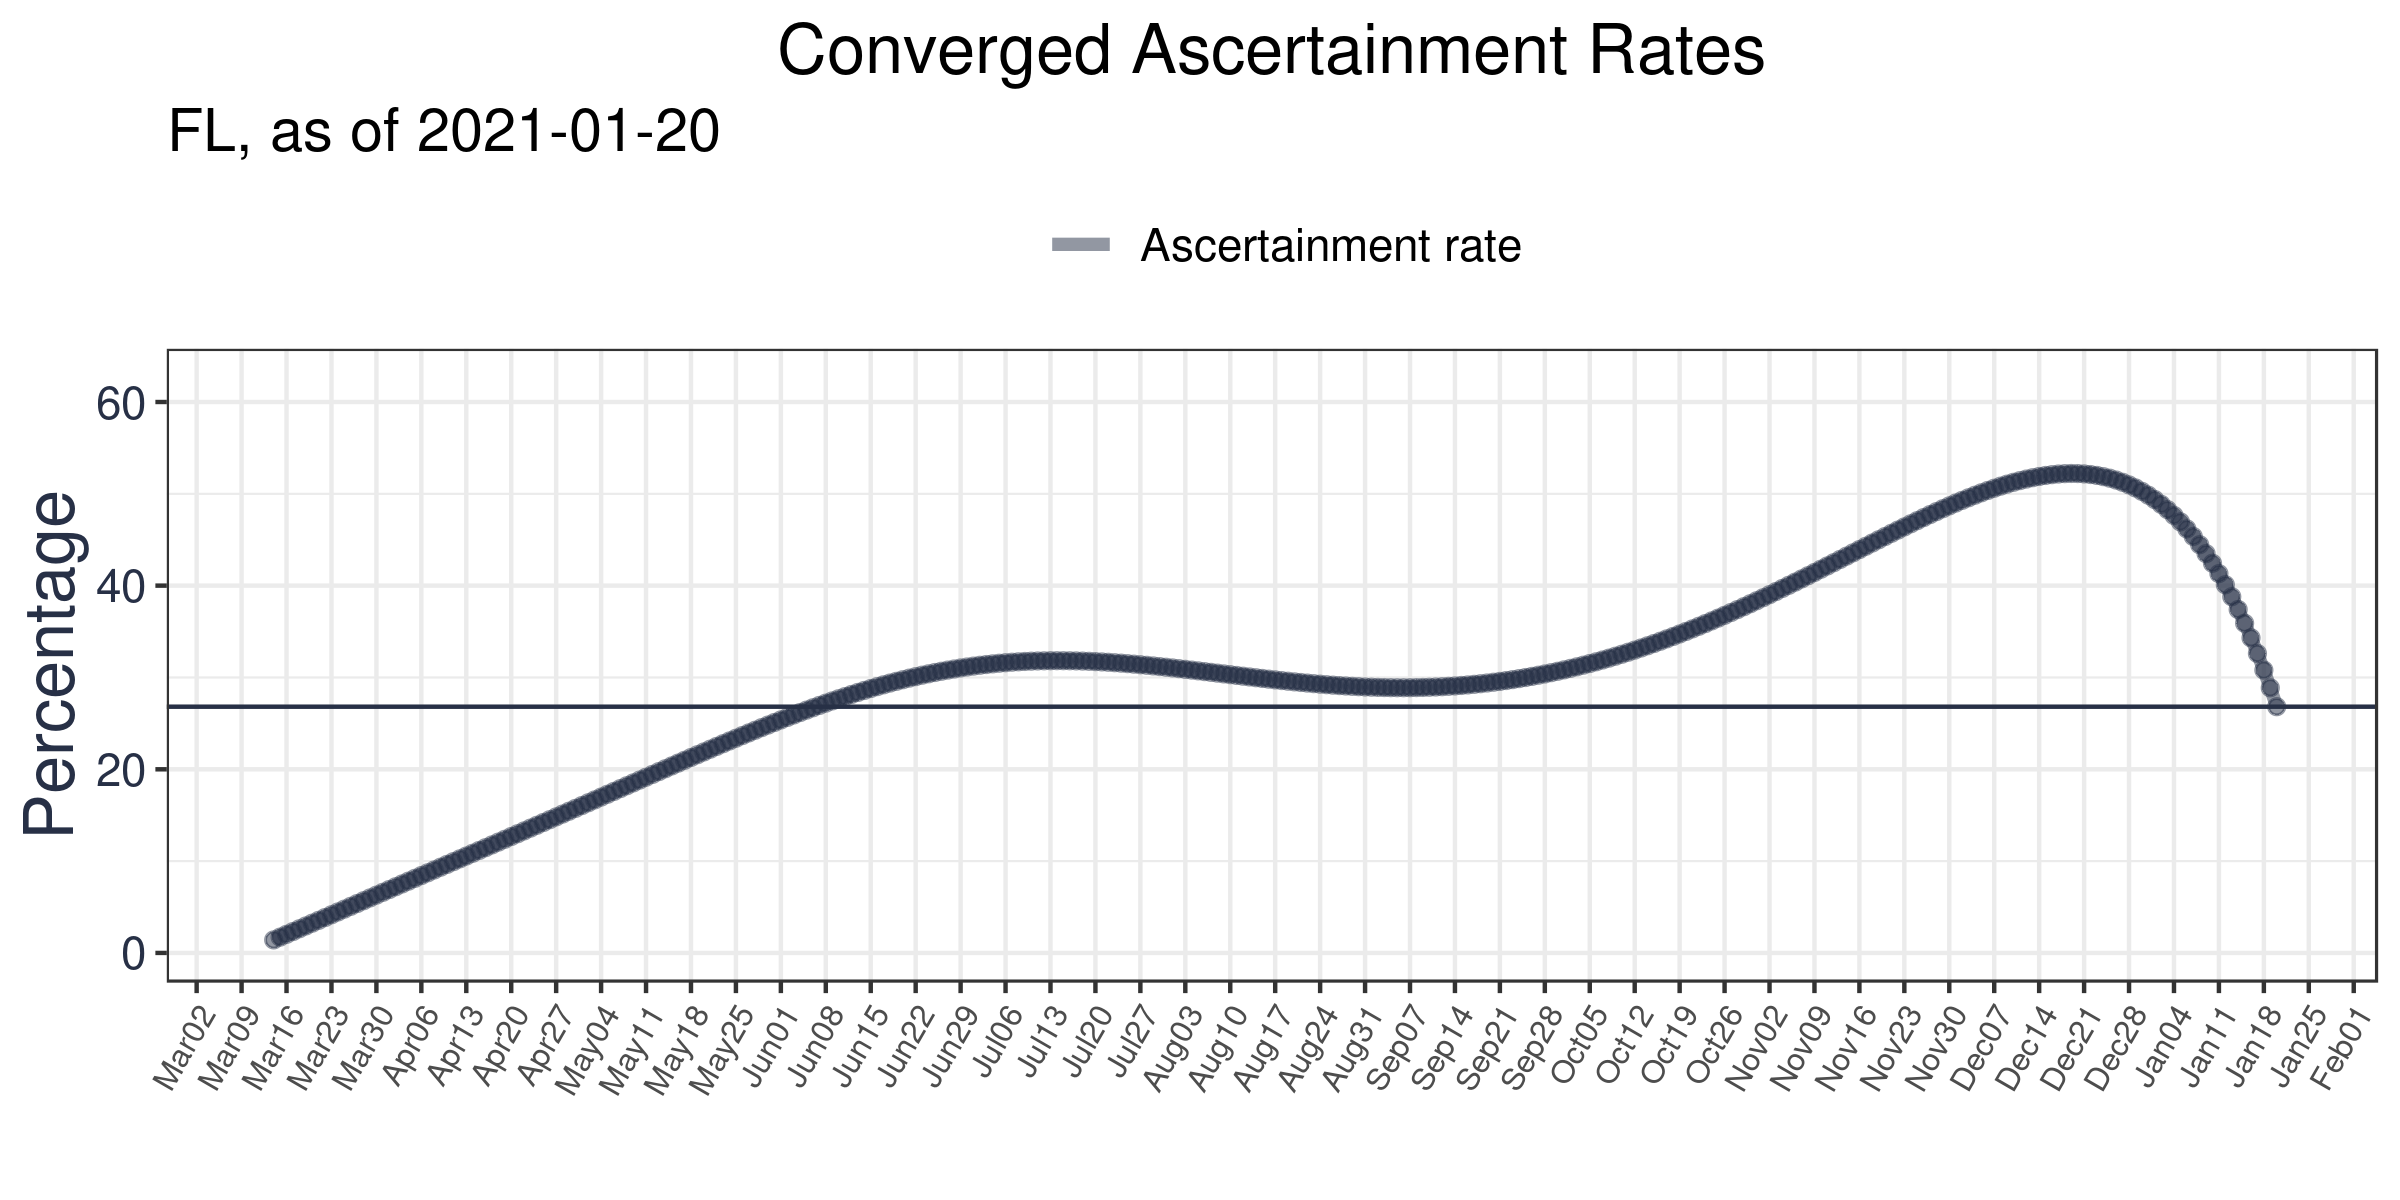 Converged Ascertainment Rates
FL, as of 2021-01-20
Ascertainment rate
Percentage
60
40
20
0
Mar02 Mar09 Mar16 Mar23 Mar30 Apr06 Apr13 Apr20 Apr27 May04 May11 May18 May25 Jun01 Jun08 Jun15 Jun22 Jun29 Jul06 Jul13 Jul20 Jul27 Aug03 Aug10 Aug17 Aug24 Aug31 Sep07 Sep14 Sep21 Sep28 Oct05 Oct12 Oct19 Oct26 Nov02 Nov09 Nov16 Nov23 Nov30 Dec07 Dec14 Dec21 Dec28 Jan04 Jan11 Jan18 Jan25 Feb01